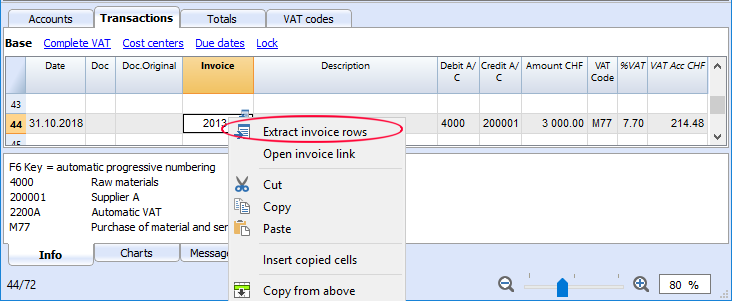 Accounts Transactions Totals VAT codes
Base Complete VAT Cost centers Due dates Lock
Date Doc Doc.Original Invoice Description Debit A/C Credit A/C Amount CHF VAT Code %VAT VAT Acc CHF
43
44 31.10.2018 2013 4000 200001 3 000.00 M77 7.70 214.48
45
Extract invoice rows
Open invoice link
Cut
Copy
Paste
Insert copied cells
Copy from above
F6 Key = automatic progressive numbering
4000 Raw materials
200001 Supplier A
2200A Automatic VAT
M77 Purchase of material and ser
Info Charts Message
44/72 80 %